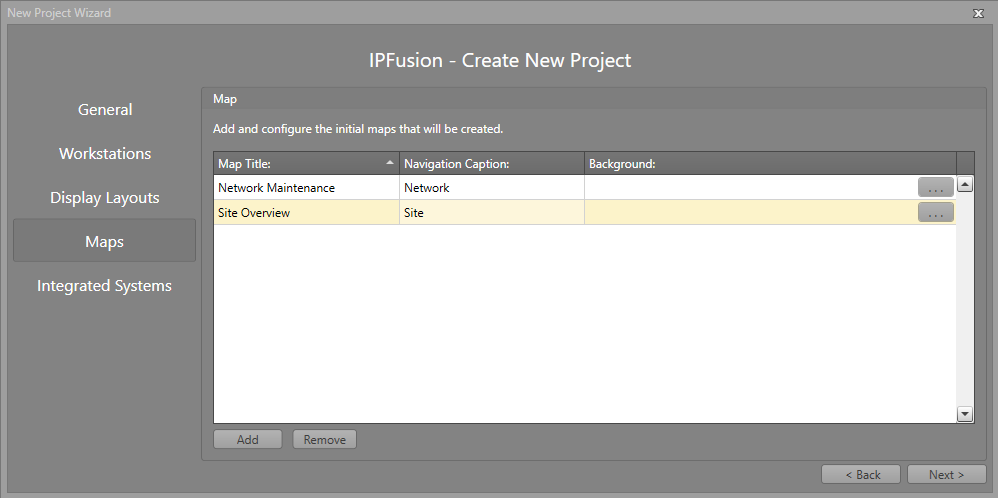 New Project Wizard
IPFusion - Create New Project
General
Workstations
Display Layouts
Maps
Integrated Systems
Map
Add and configure the initial maps that will be created.
Map Title: Navigation Caption: Background:
Network Maintenance Network ...
Site Overview Site ...
Add Remove
< Back Next >